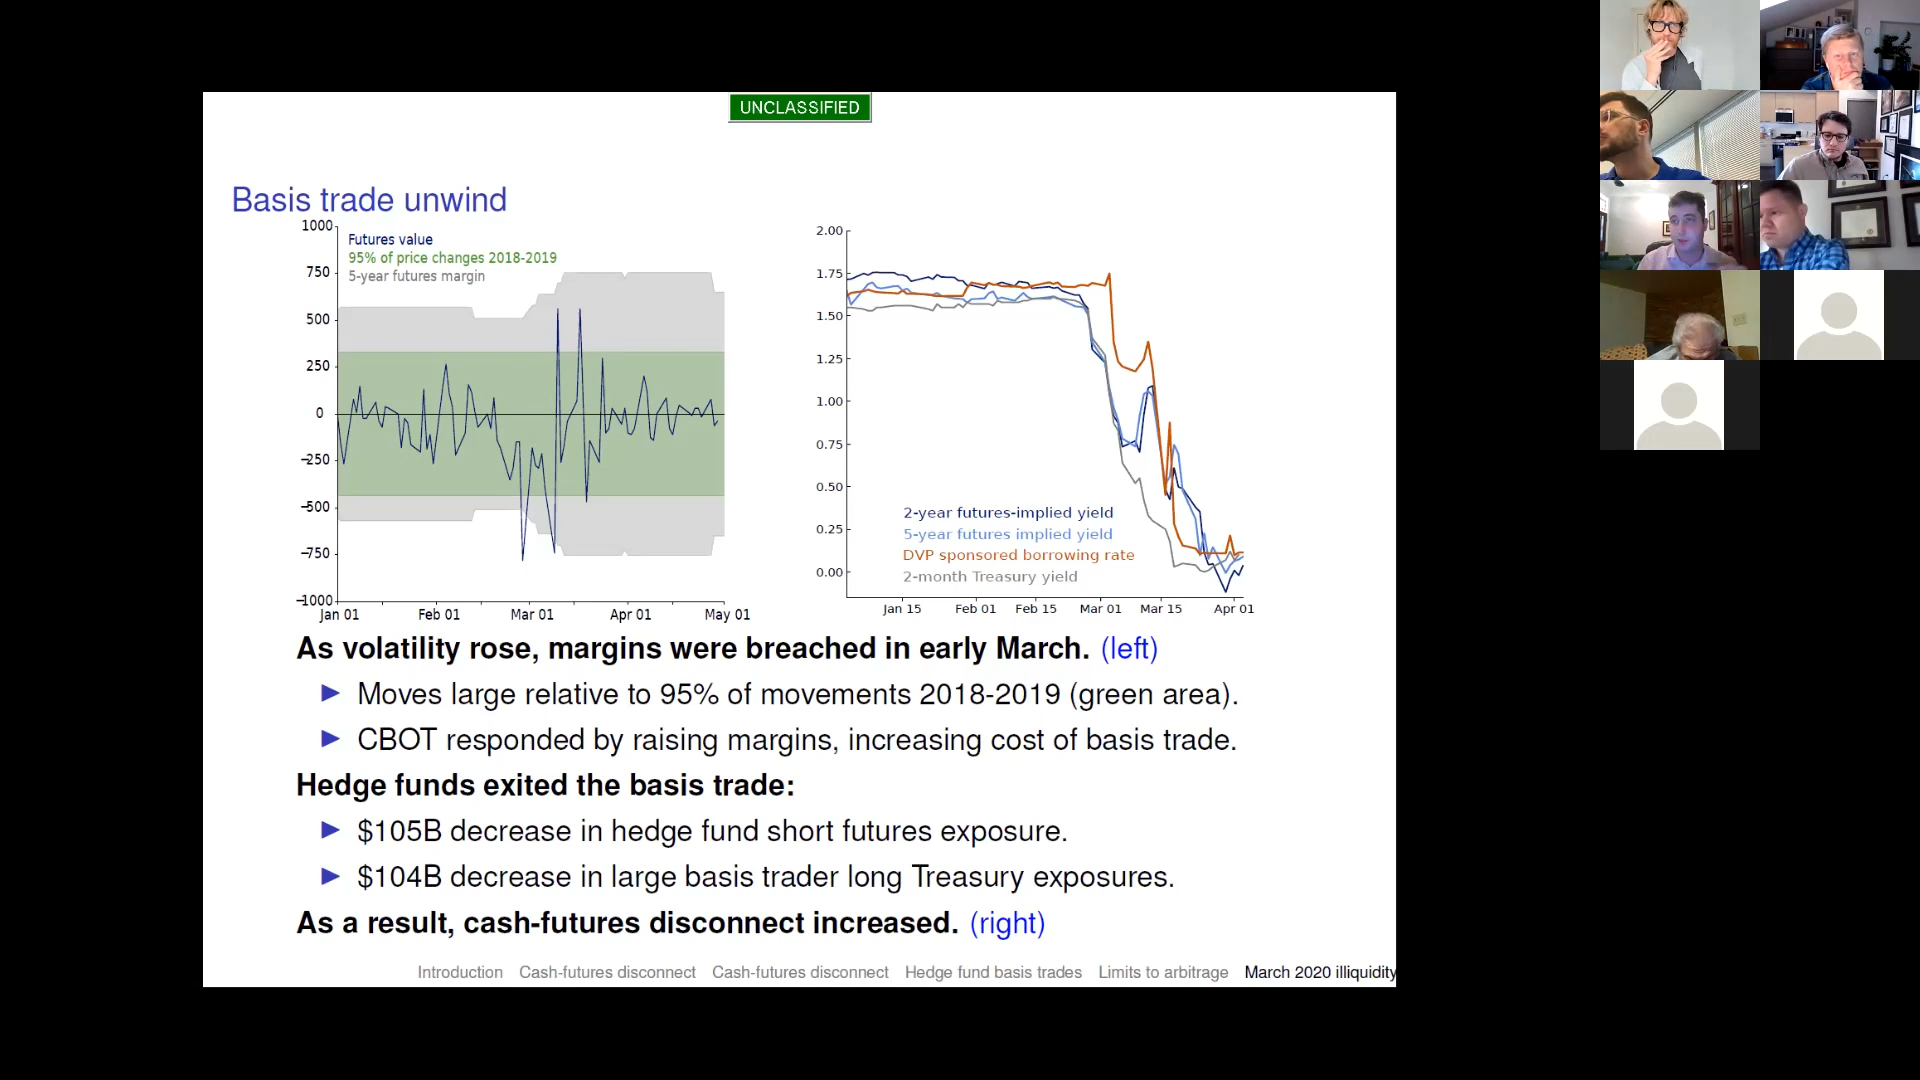 UNCLASSIFIED
Basis trade unwind
1000
750
500
250
0
−250
−500
−750
−1000
Futures value
95% of price changes 2018-2019
5-year futures margin
Jan 01 Feb 01 Mar 01 Apr 01 May 01
2.00
1.75
1.50
1.25
1.00
0.75
0.50
0.25
0.00
2-year futures-implied yield
5-year futures implied yield
DVP sponsored borrowing rate
2-month Treasury yield
Jan 15 Feb 01 Feb 15 Mar 01 Mar 15 Apr 01
As volatility rose, margins were breached in early March. (left)
Moves large relative to 95% of movements 2018-2019 (green area).
CBOT responded by raising margins, increasing cost of basis trade.
Hedge funds exited the basis trade:
$105B decrease in hedge fund short futures exposure.
$104B decrease in large basis trader long Treasury exposures.
As a result, cash-futures disconnect increased. (right)
Introduction Cash-futures disconnect Cash-futures disconnect Hedge fund basis trades Limits to arbitrage March 2020 illiquidity